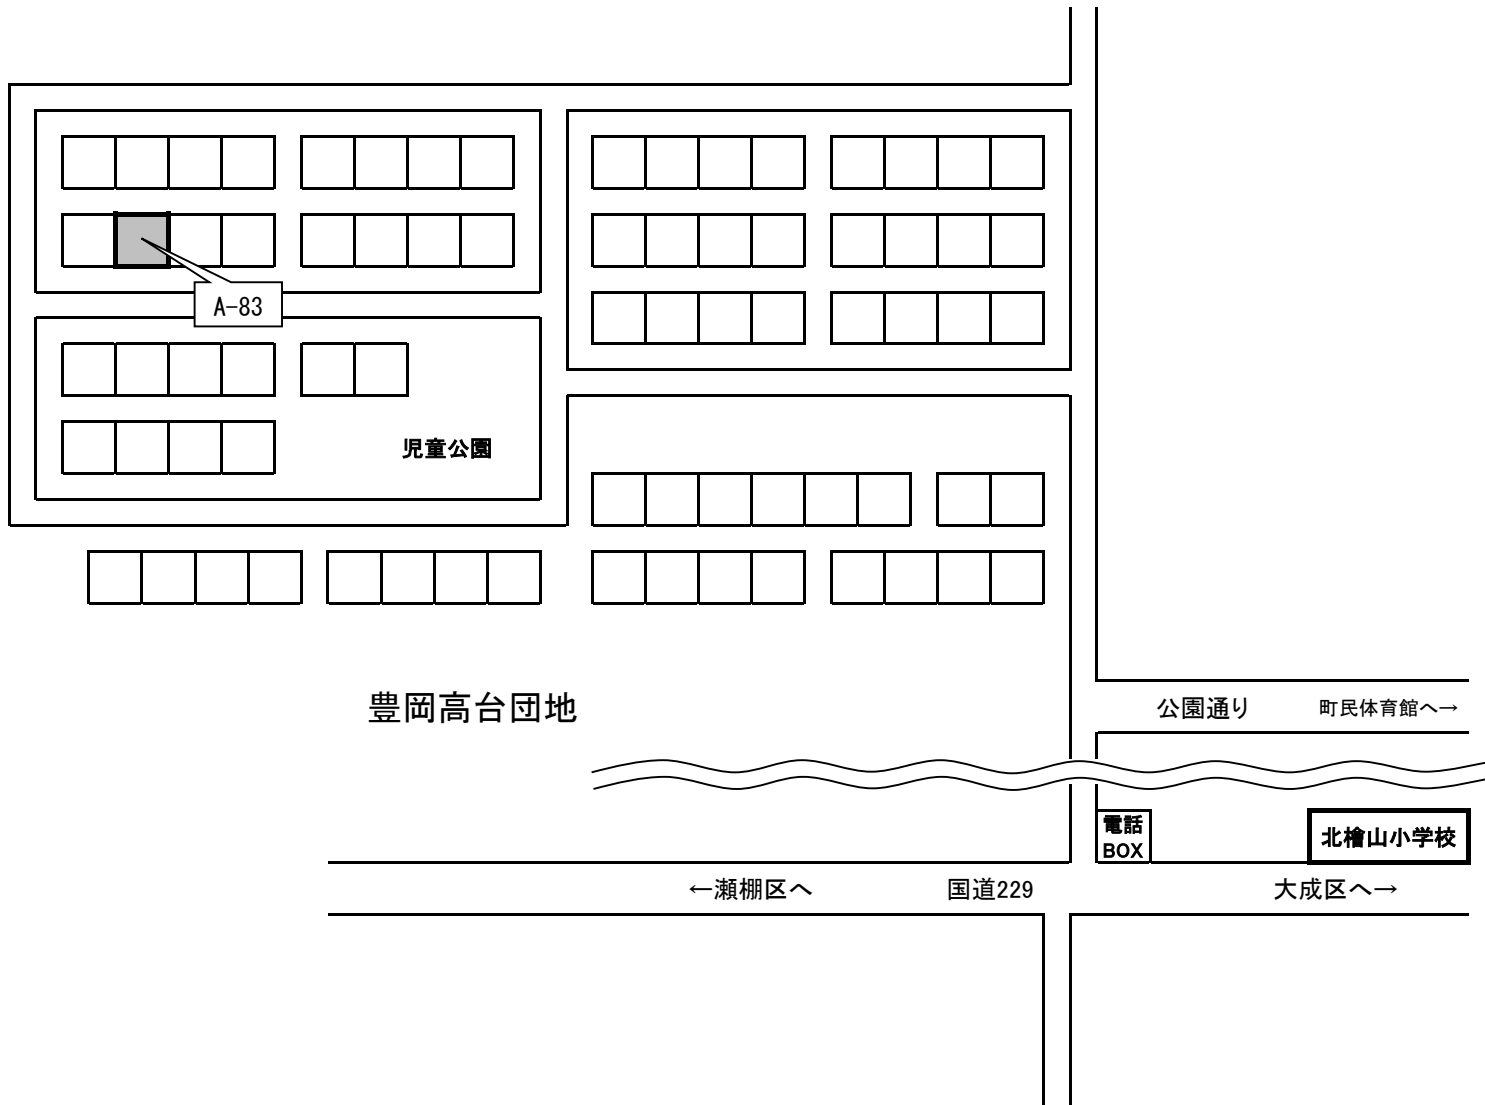 A-83
児童公園
豊岡高台団地
公園通り
町民体育館へ→
電話
BOX
北檜山小学校
←瀬棚区へ
国道229
大成区へ→